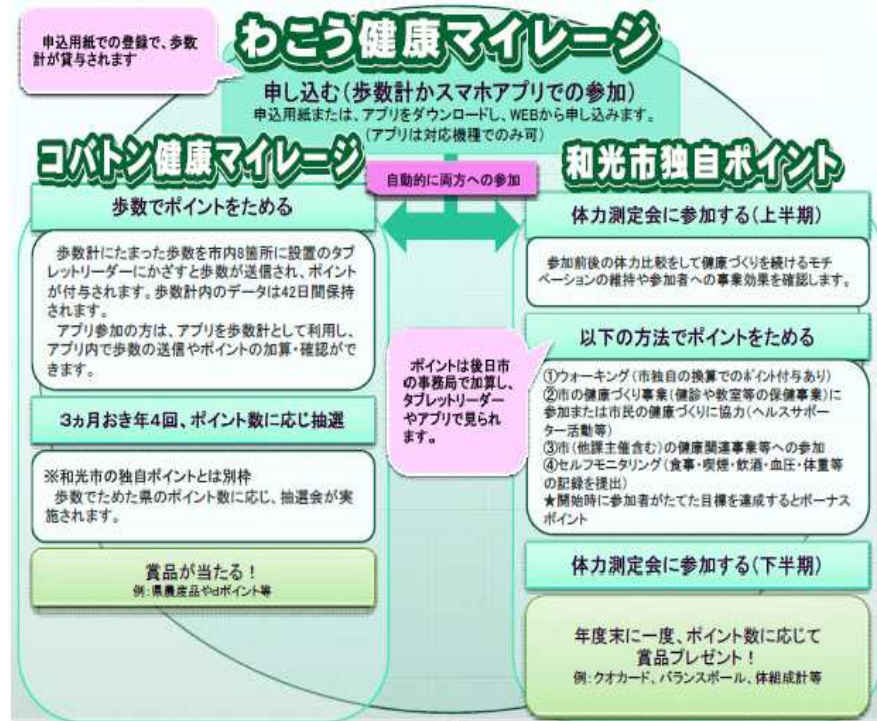 申込用紙での登録で、歩数
計が貸与されます
わこう健康マイレージ
申し込む(歩数計かスマホアプリでの参加)
申込用紙または、アプリをダウンロードし、WEBから申し込みます。
(アプリは対応機種でのみ可)
コバトン健康マイレージ
自動的に両方への参加
和光市独自ポイント
歩数でポイントをためる
歩数計にたまった歩数を市内8箇所に設置のタブ
レットリーダーにかざすと歩数が送信され、ポイント
が付与されます。歩数計内のデータは42日間保持
されます。
アプリ参加の方は、アプリを歩数計として利用し、
アプリ内で歩数の送信やポイントの加算・確認がで
きます。
3ヵ月おき年4回、ポイント数に応じ抽選
※和光市の独自ポイントとは別枠
歩数でためた県のポイント数に応じ、抽選会が実
施されます。
賞品が当たる!
例:県農産品やdポイント等
体力測定会に参加する(上半期)
参加前後の体力比較をして健康づくりを続けるモチ
ベーションの維持や参加者への事業効果を確認します。
以下の方法でポイントをためる
ポイントは後日市
の事務局で加算し、
タブレットリーダー
やアプリで見られ
ます。
①ウォーキング(市独自の換算でのポイント付与あり)
②市の健康づくり事業(健診や教室等の保健事業)に
参加または市民の健康づくりに協力(ヘルスサポー
ター活動等)
③市(他課主催含む)の健康関連事業等への参加
④セルフモニタリング(食事・喫煙・飲酒・血圧・体重等
の記録を提出)
★開始時に参加者がたてた目標を達成するとボーナス
ポイント
体力測定会に参加する(下半期)
年度末に一度、ポイント数に応じて
賞品プレゼント!
例:クオカード、バランスボール、体組成計等